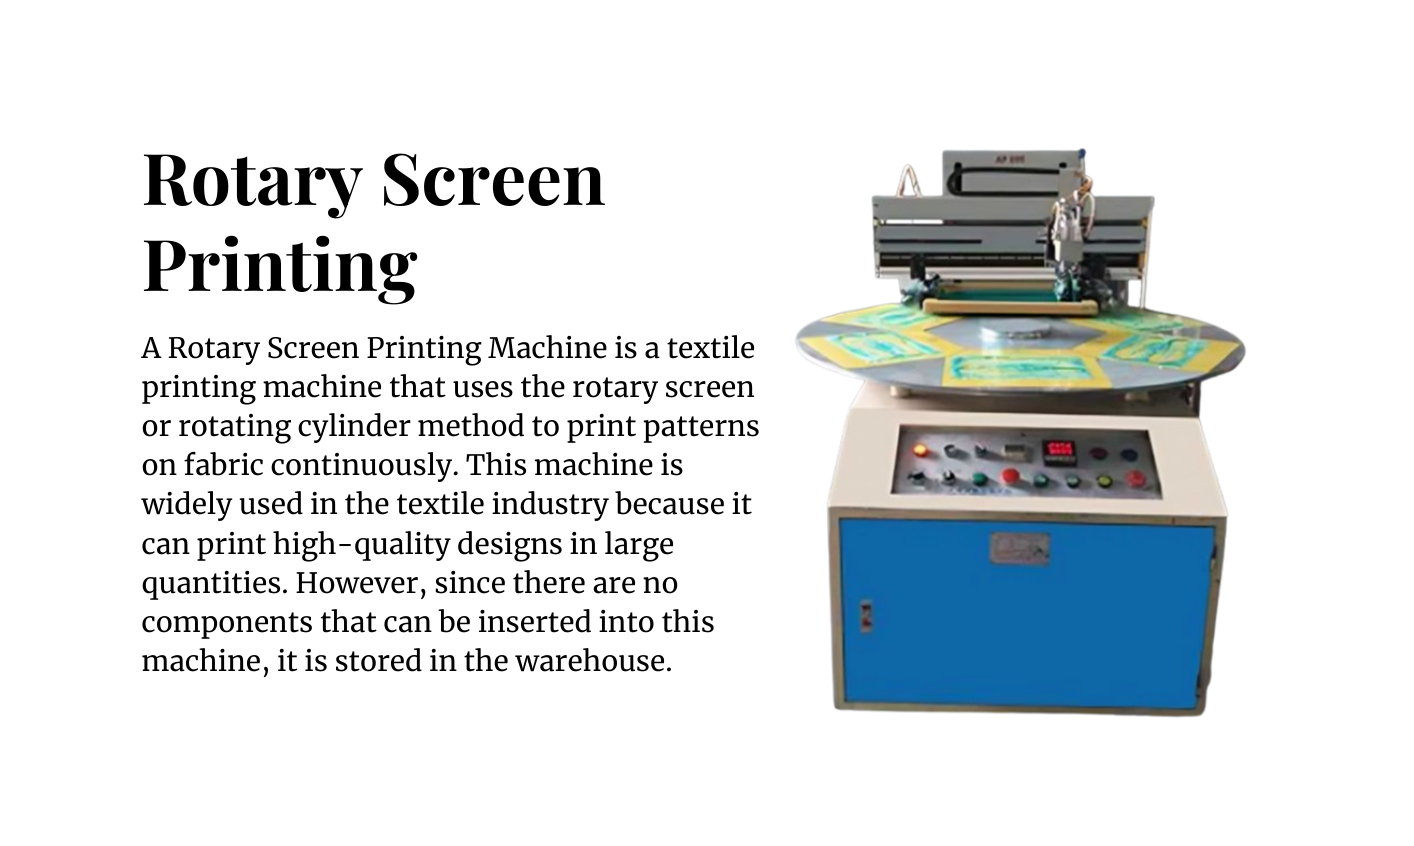 Rotary Screen
Printing
A Rotary Screen Printing Machine is a textile
printing machine that uses the rotary screen
or rotating cylinder method to print patterns
on fabric continuously. This machine is
widely used in the textile industry because it
can print high-quality designs in large
quantities. However, since there are no
components that can be inserted into this
machine, it is stored in the warehouse.